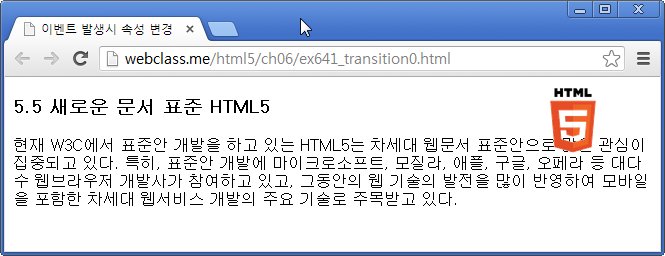 이벤트 발생시 속성 변경
webclass.me/html5/ch06/ex641_transition0.html
HTML
5
5.5 새로운 문서 표준 HTML5
현재 W3C에서 표준안 개발을 하고 있는 HTML5는 차세대 웹문서 표준안으로 관심이
집중되고 있다. 특히, 표준안 개발에 마이크로소프트, 모질라, 애플, 구글, 오페라 등 대다
수 웹브라우저 개발사가 참여하고 있고, 그동안의 웹 기술의 발전을 많이 반영하여 모바일
을 포함한 차세대 웹서비스 개발의 주요 기술로 주목받고 있다.